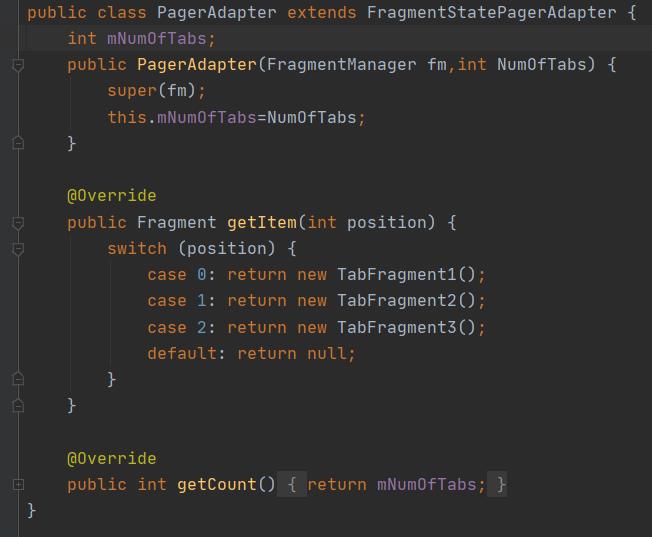 public class PagerAdapter extends FragmentStatePagerAdapter {
    int mNumOfTabs;
    public PagerAdapter(FragmentManager fm,int NumOfTabs) {
        super(fm);
        this.mNumOfTabs=NumOfTabs;
    }
    @Override
    public Fragment getItem(int position) {
        switch (position) {
            case 0: return new TabFragment1();
            case 1: return new TabFragment2();
            case 2: return new TabFragment3();
            default: return null;
        }
    }
    @Override
    public int getCount() { return mNumOfTabs; }
}